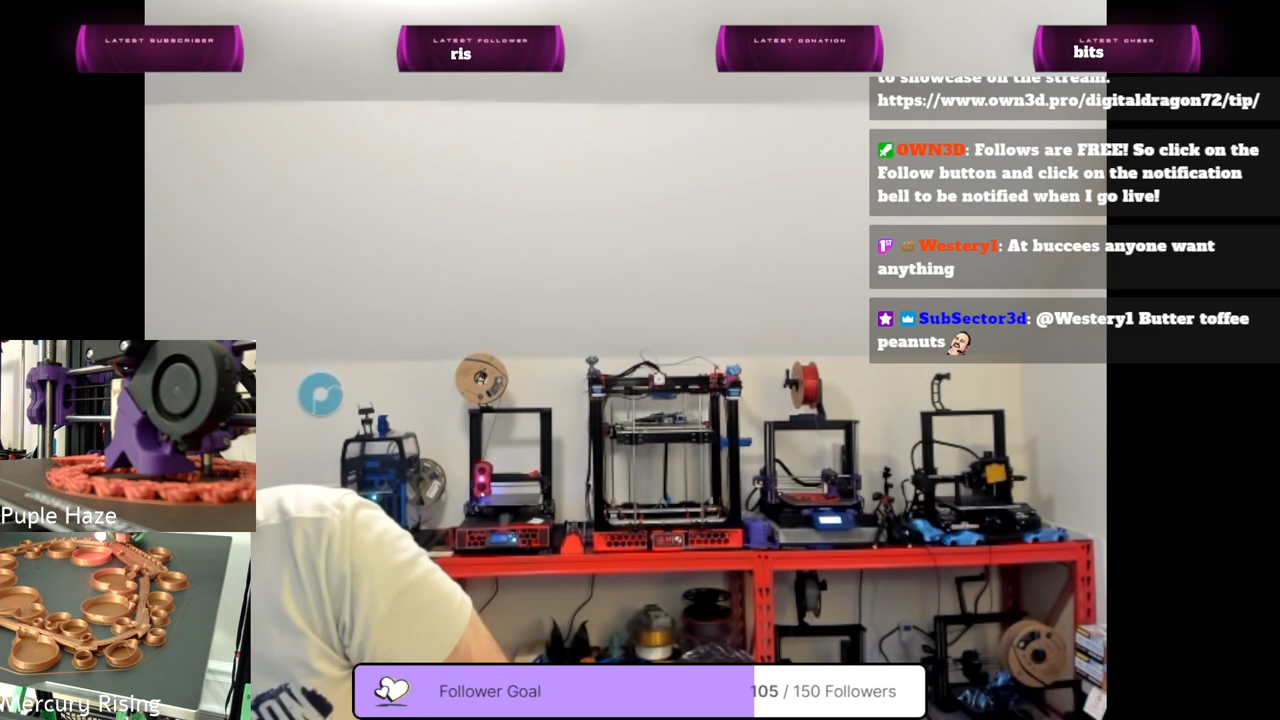 LATEST SUBSCRIBER
LATEST FOLLOWER
ris
LATEST DONATION
LATEST CHEER
bits
to showcase on the stream.
https://www.own3d.pro/digitaldragon72/tip/
OWN3D: Follows are FREE! So click on the
Follow button and click on the notification
bell to be notified when I go live!
1ST Westery1: At buccees anyone want
anything
SubSector3d: @Westery1 Butter toffee
peanuts
Puple Haze
Mercury Rising
Follower Goal
105 / 150 Followers